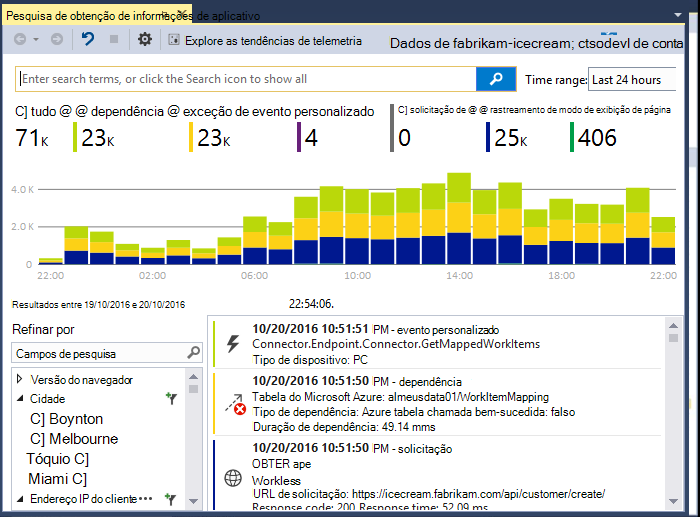 Pesquisa de obtenção de informações de aplicativo
Explore as tendências de telemetria
Dados de fabrikam-icecream; ctsodevl de conta
Enter search terms, or click the Search icon to show all
Time range: Last 24 hours
C] tudo @ @ dependência @ exceção de evento personalizado
C] solicitação de @ @ rastreamento de modo de exibição de página
71K 23K 23K 4 0 25K 406
4.0 K
2.0 K
0
22:00 02:00 06:00 10:00 14:00 18:00 22:00
Resultados entre 19/10/2016 e 20/10/2016
22:54:06.
Refinar por
Campos de pesquisa
Versão do navegador
Cidade
C] Boynton
C] Melbourne
Tóquio C]
Miami C]
Endereço IP do cliente•••
10/20/2016 10:51:51 PM - evento personalizado
Connector.Endpoint.Connector.GetMappedWorkItems
Tipo de dispositivo: PC
10/20/2016 10:51:50 PM - dependência
Tabela do Microsoft Azure: almeusdata01/WorkItemMapping
Tipo de dependência: Azure tabela chamada bem-sucedida: falso
Duração de dependência: 49.14 mms
10/20/2016 10:51:50 PM - solicitação
OBTER ape
Workless
URL de solicitação: https://icecream.fabrikam.com/api/customer/create/
Response code: 200 Response time: 52.09 ms